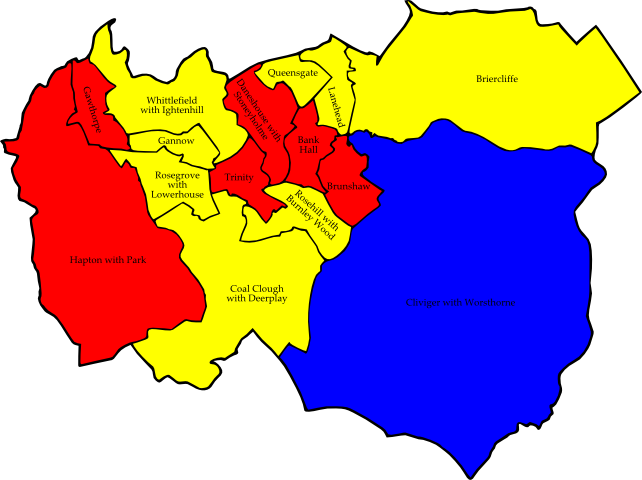 Briercliffe
Queensgate
Lanehead
Daneshouse with
Stoneyholme
Gawthorpe
Whittlefield
with Ightenhill
Gannow
Bank
Hall
Rosegrove
with
Lowerhouse
Trinity
Brunshaw
Rosehill with
Burnley Wood
Hapton with Park
Coal Clough
with Deerplay
Cliviger with Worsthorne